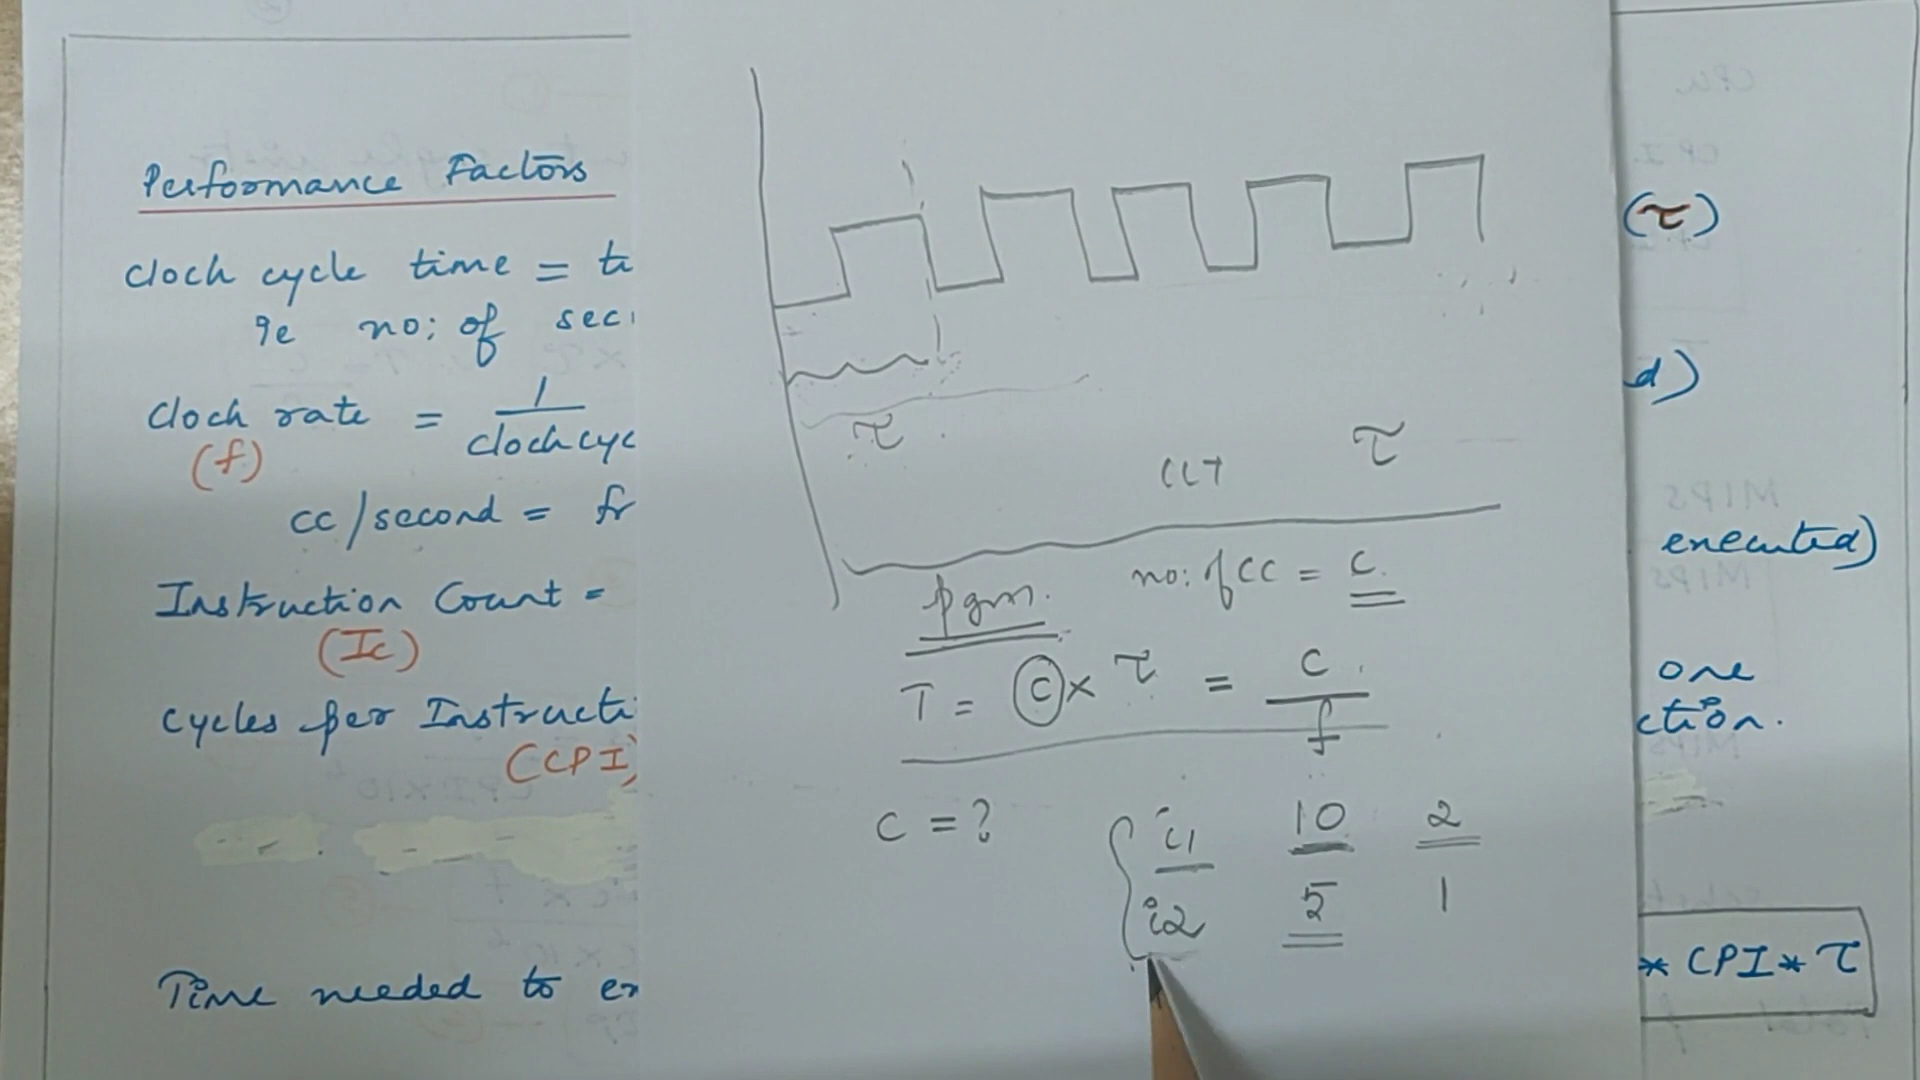 Performance Factors
Clock cycle time = ti
(τ)
ie no; of sec
Clock rate = 1
clock cyc
(f)
d)
cc/second = fr
Instruction Count =
executed)
(Ic)
Cycles per Instructi
one
(CPI)
ction.
Time needed to ex
* CPI * τ
τ
CCT τ
pgm.
no: of CC = C.
T = C x τ = C
f
C = ?
i1 10 2
i2 5 1